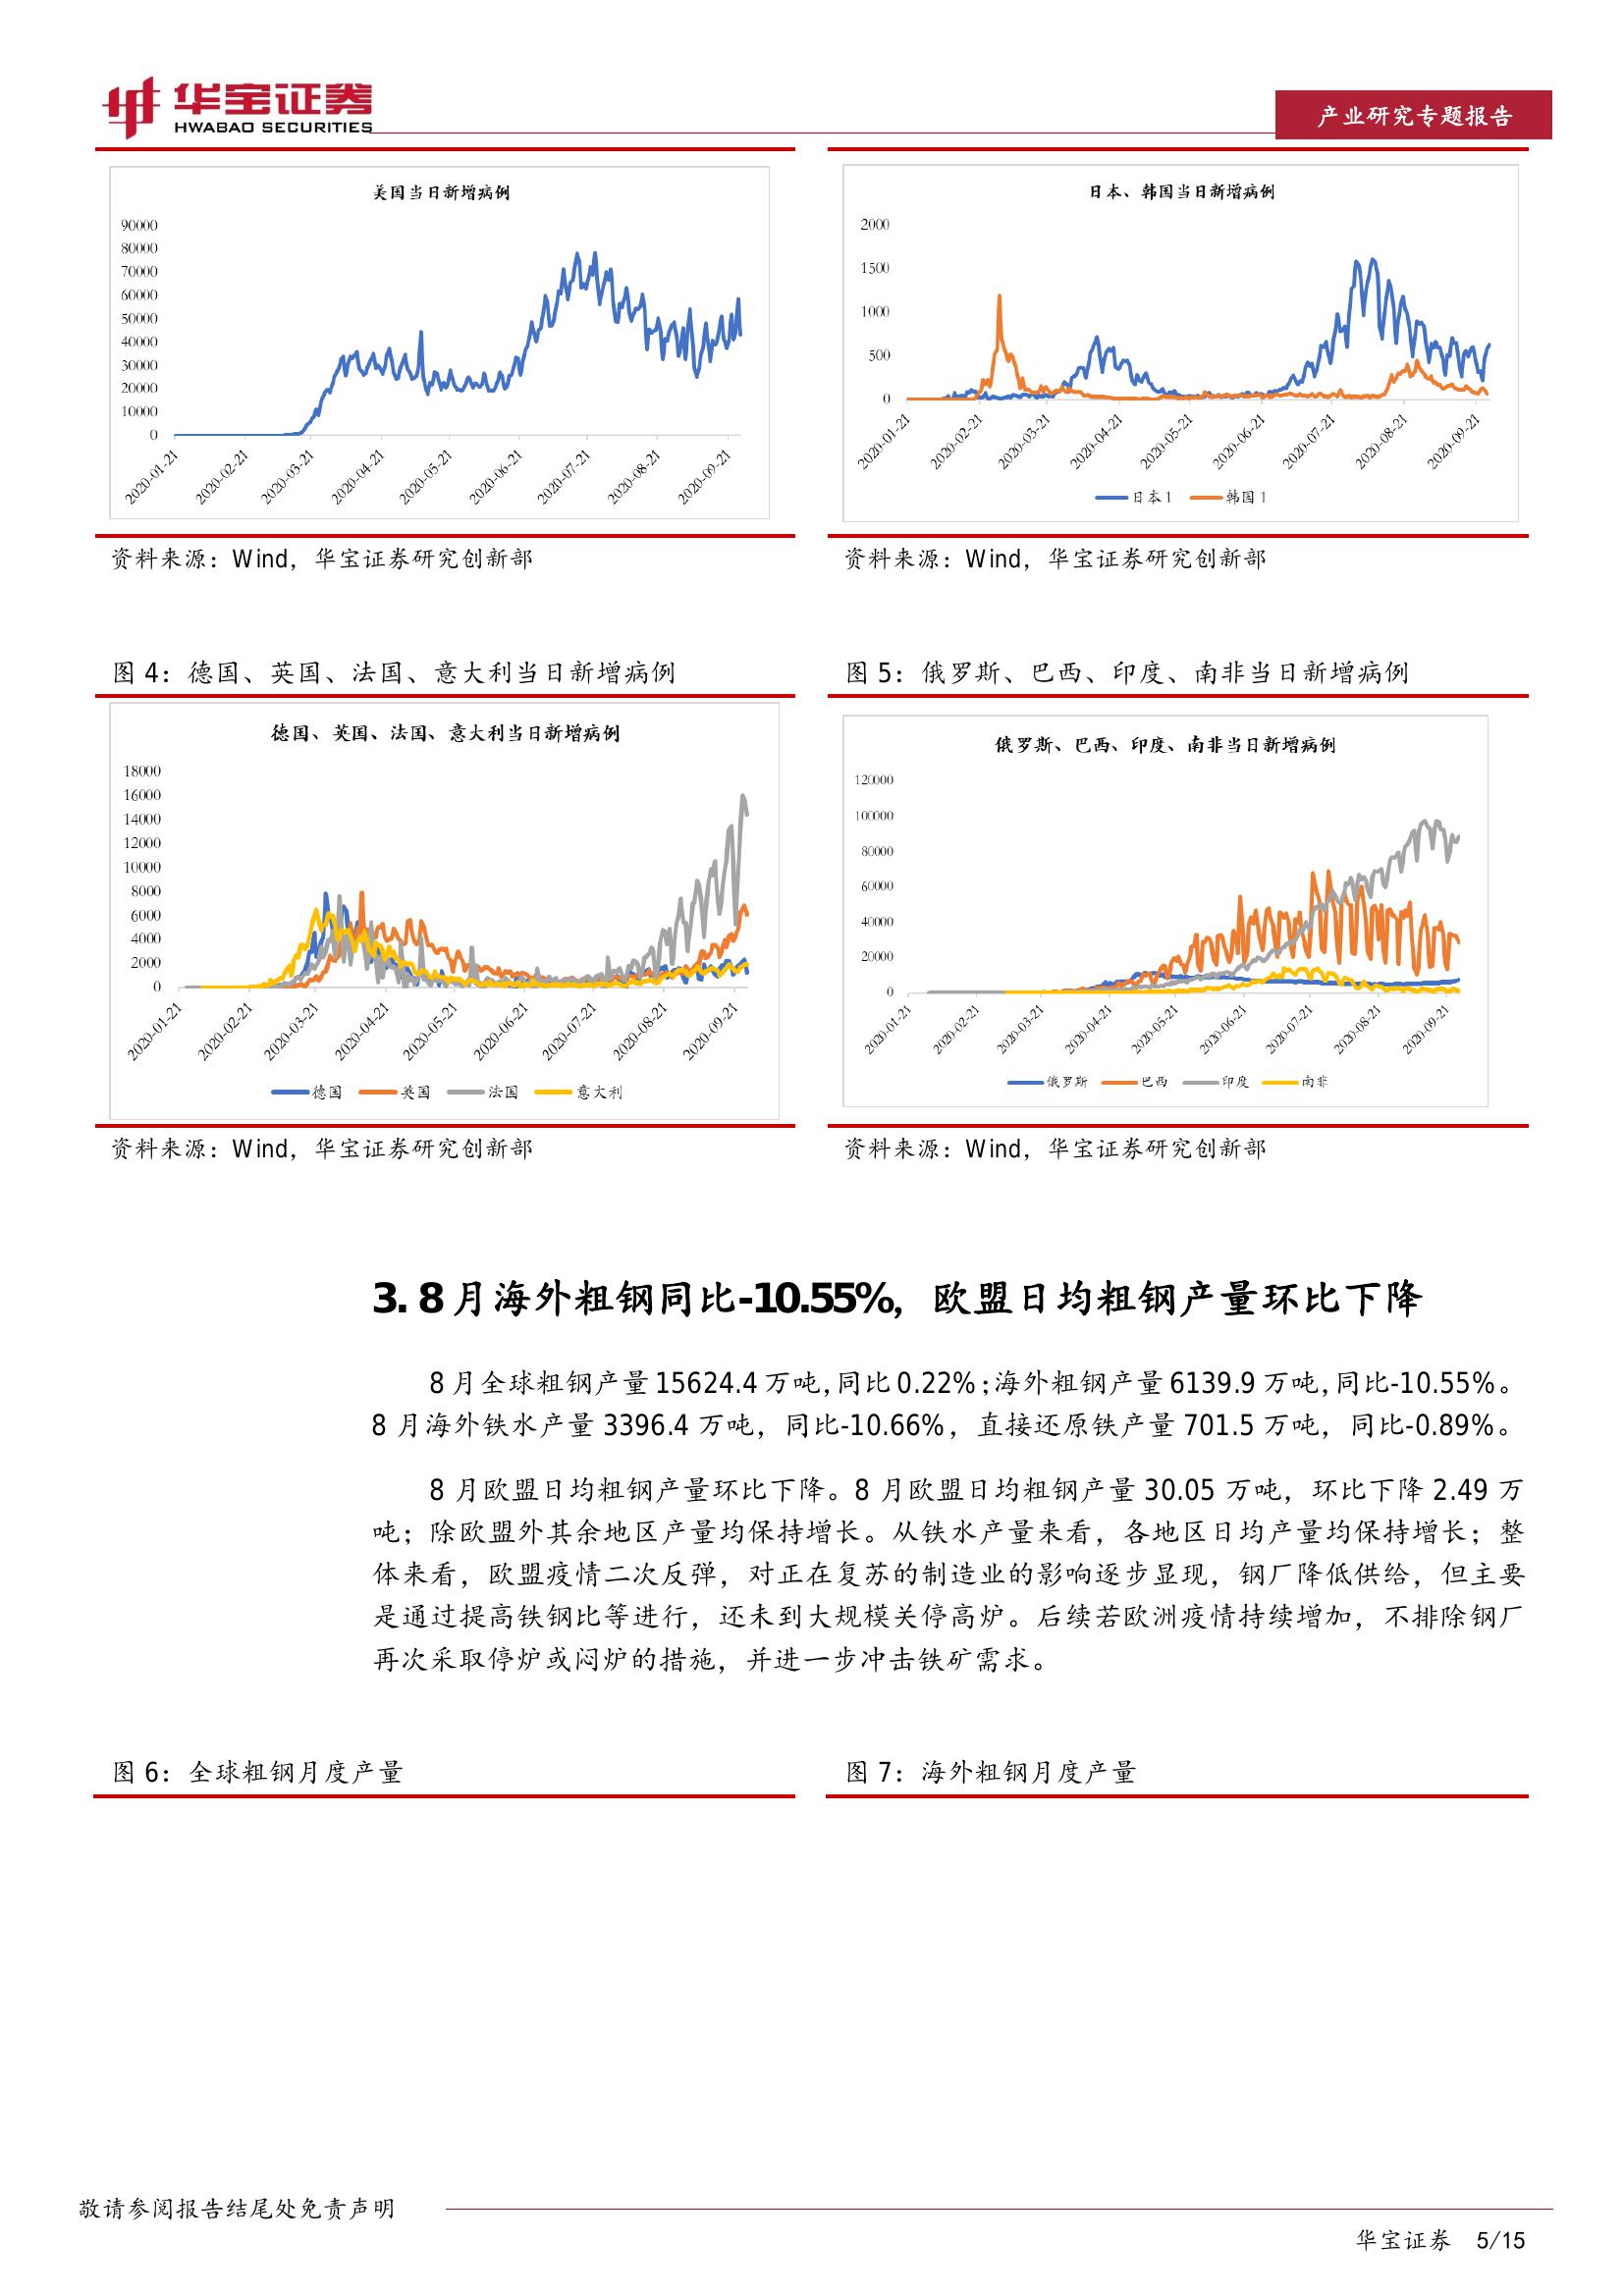 华宝证券
HWABAO SECURITIES
产业研究专题报告
美国当日新增病例
90000
80000
70000
60000
50000
40000
30000
20000
10000
0
2020-01-21
2020-02-21
2020-03-21
2020-04-21
2020-05-21
2020-06-21
2020-07-21
2020-08-21
2020-09-21
日本、韩国当日新增病例
2000
1500
1000
500
0
2020-01-21
2020-02-21
2020-03-21
2020-04-21
2020-05-21
2020-06-21
2020-07-21
2020-08-21
2020-09-21
日本1 韩国1
资料来源：Wind，华宝证券研究创新部
资料来源：Wind，华宝证券研究创新部
图 4：德国、英国、法国、意大利当日新增病例
图 5：俄罗斯、巴西、印度、南非当日新增病例
德国、英国、法国、意大利当日新增病例
18000
16000
14000
12000
10000
8000
6000
4000
2000
0
2020-01-21
2020-02-21
2020-03-21
2020-04-21
2020-05-21
2020-06-21
2020-07-21
2020-08-21
2020-09-21
德国 英国 法国 意大利
俄罗斯、巴西、印度、南非当日新增病例
120000
100000
80000
60000
40000
20000
0
2020-01-21
2020-02-21
2020-03-21
2020-04-21
2020-05-21
2020-06-21
2020-07-21
2020-08-21
2020-09-21
俄罗斯 巴西 印度 南非
资料来源：Wind，华宝证券研究创新部
资料来源：Wind，华宝证券研究创新部
3. 8月海外粗钢同比-10.55%，欧盟日均粗钢产量环比下降
8 月全球粗钢产量 15624.4 万吨，同比 0.22%；海外粗钢产量 6139.9 万吨，同比-10.55%。
8 月海外铁水产量 3396.4 万吨，同比-10.66%，直接还原铁产量 701.5 万吨，同比-0.89%。
8 月欧盟日均粗钢产量环比下降。8 月欧盟日均粗钢产量 30.05 万吨，环比下降 2.49 万
吨；除欧盟外其余地区产量均保持增长。从铁水产量来看，各地区日均产量均保持增长；整
体来看，欧盟疫情二次反弹，对正在复苏的制造业的影响逐步显现，钢厂降低供给，但主要
是通过提高铁钢比等进行，还未到大规模关停高炉。后续若欧洲疫情持续增加，不排除钢厂
再次采取停炉或闷炉的措施，并进一步冲击铁矿需求。
图 6：全球粗钢月度产量
图 7：海外粗钢月度产量
敬请参阅报告结尾处免责声明
华宝证券 5/15